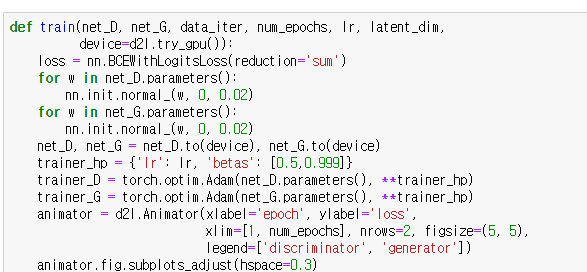 def train(net_D, net_G, data_iter, num_epochs, lr, latent_dim,
          device=d2l.try_gpu()):
    loss = nn.BCEWithLogitsLoss(reduction='sum')
    for w in net_D.parameters():
        nn.init.normal_(w, 0, 0.02)
    for w in net_G.parameters():
        nn.init.normal_(w, 0, 0.02)
    net_D, net_G = net_D.to(device), net_G.to(device)
    trainer_hp = {'lr': lr, 'betas': [0.5,0.999]}
    trainer_D = torch.optim.Adam(net_D.parameters(), **trainer_hp)
    trainer_G = torch.optim.Adam(net_G.parameters(), **trainer_hp)
    animator = d2l.Animator(xlabel='epoch', ylabel='loss',
                            xlim=[1, num_epochs], nrows=2, figsize=(5, 5),
                            legend=['discriminator', 'generator'])
    animator.fig.subplots_adjust(hspace=0.3)